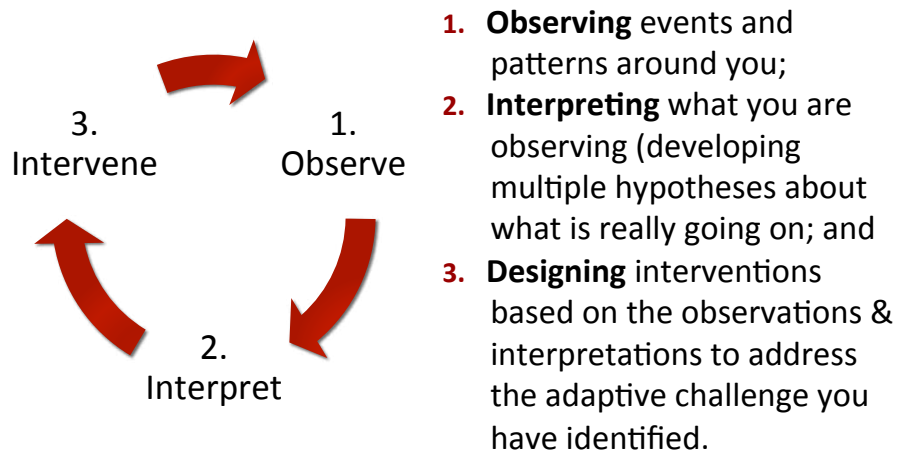 3.
Intervene
1.
Observe
2.
Interpret
1. Observing events and
patterns around you;
2. Interpreting what you are
observing (developing
multiple hypotheses about
what is really going on; and
3. Designing interventions
based on the observations &
interpretations to address
the adaptive challenge you
have identified.